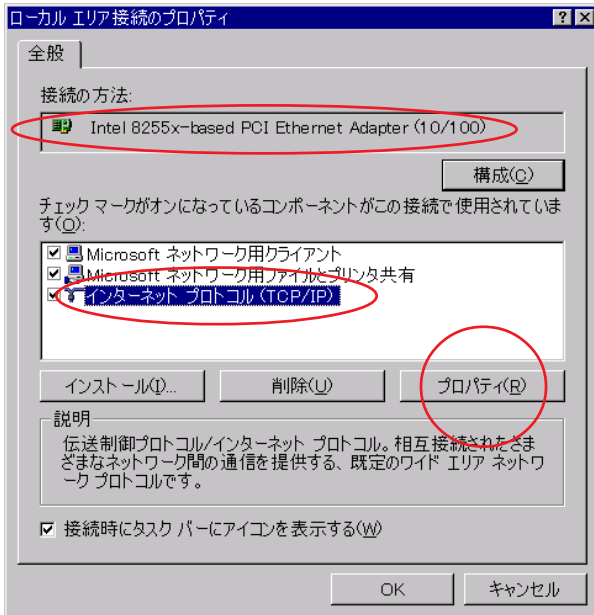 ローカル エリア接続のプロパティ
全般
接続の方法:
Intel 8255x-based PCI Ethernet Adapter (10/100)
構成(C)
チェック マークがオンになっているコンポーネントがこの接続で使用されていま
す(O):
Microsoft ネットワーク用クライアント
Microsoft ネットワーク用ファイルとプリンタ共有
インターネット プロトコル (TCP/IP)
インストール(I)...
削除(U)
プロパティ(R)
説明
伝送制御プロトコル/インターネット プロトコル。相互接続されたさま
ざまなネットワーク間の通信を提供する、既定のワイド エリア ネットワ
ーク プロトコルです。
接続時にタスク バーにアイコンを表示する(W)
OK
キャンセル